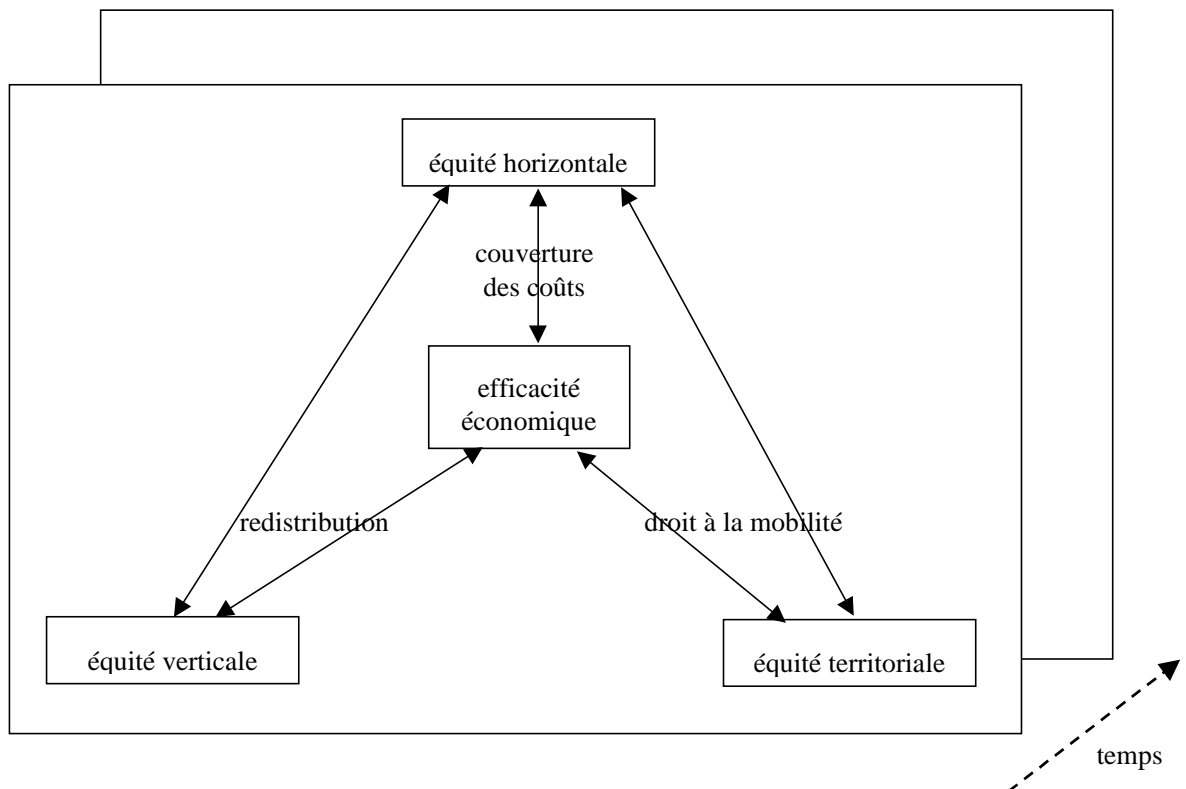 équité horizontale
couverture
des coûts
efficacité
économique
redistribution
droit à la mobilité
équité verticale
équité territoriale
temps